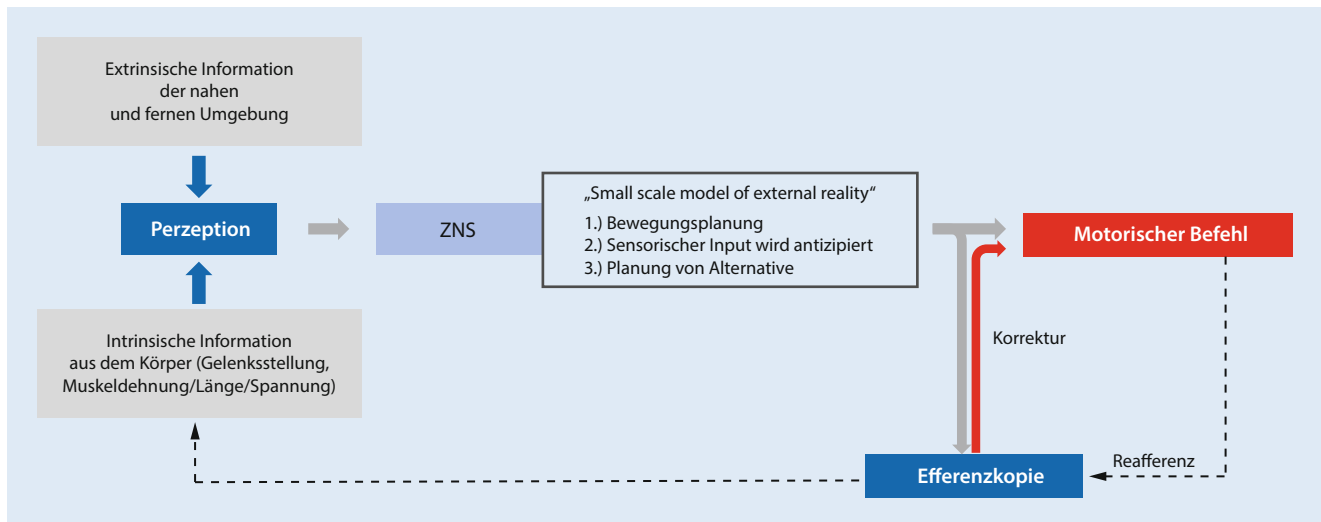 Extrinsische Information
der nahen
und fernen Umgebung
Perzeption
Intrinsische Information
aus dem Körper (Gelenksstellung,
Muskeldehnung/Länge/Spannung)
ZNS
„Small scale model of external reality“
1.) Bewegungsplanung
2.) Sensorischer Input wird antizipiert
3.) Planung von Alternative
Motorischer Befehl
Korrektur
Reafferenz
Efferenzkopie